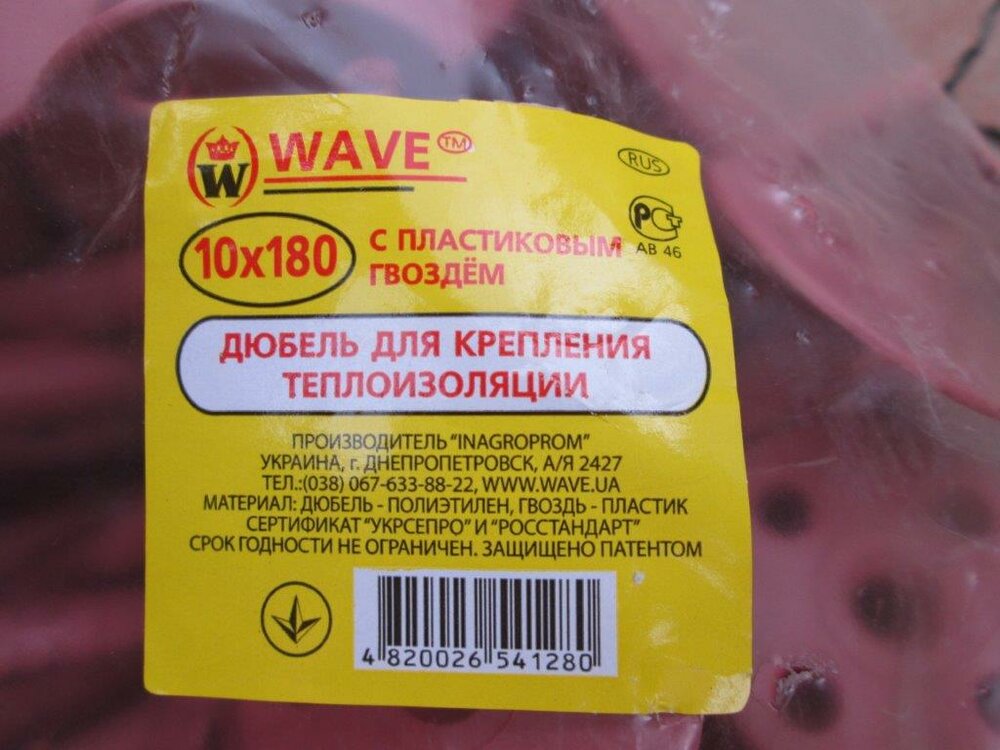 W WAVE TM
RUS
10x180
С ПЛАСТИКОВЫМ
ГВОЗДЁМ
РСТ
АВ 46
ДЮБЕЛЬ ДЛЯ КРЕПЛЕНИЯ
ТЕПЛОИЗОЛЯЦИИ
ПРОИЗВОДИТЕЛЬ "INAGROPROM"
УКРАИНА, г. ДНЕПРОПЕТРОВСК, А/Я 2427
ТЕЛ.:(038) 067-633-88-22, WWW.WAVE.UA
МАТЕРИАЛ: ДЮБЕЛЬ - ПОЛИЭТИЛЕН, ГВОЗДЬ - ПЛАСТИК
СЕРТИФИКАТ "УКРСЕПРО" И "РОССТАНДАРТ"
СРОК ГОДНОСТИ НЕ ОГРАНИЧЕН. ЗАЩИЩЕНО ПАТЕНТОМ
4 820026 541280